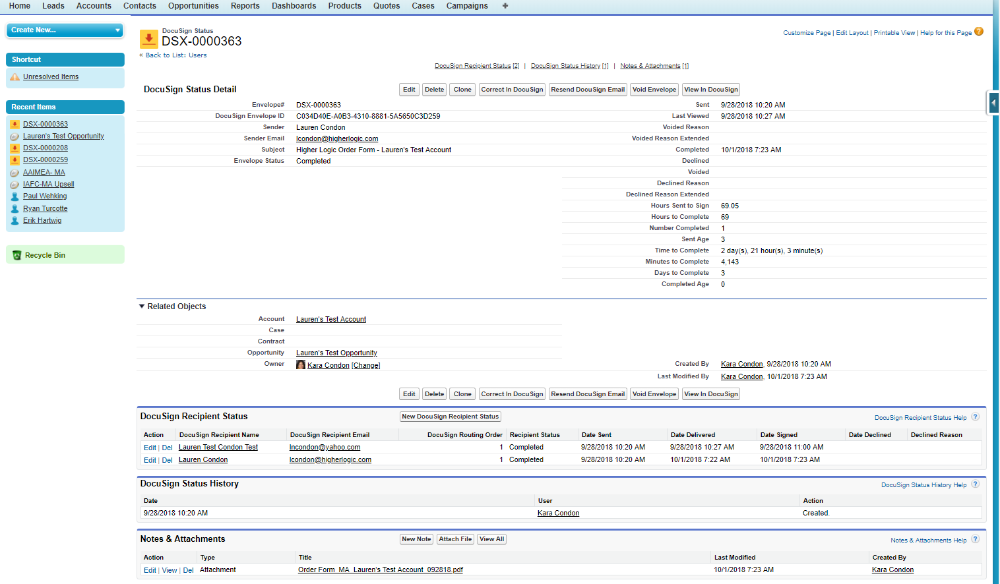 Home Leads Accounts Contacts Opportunities Reports Dashboards Products Quotes Cases Campaigns +
Create New...
Shortcut
Unresolved Items
Recent Items
DSX-0000363
Lauren's Test Opportunity
DSX-0000208
DSX-0000259
AAIMEA- MA
IAFC-MA Upsell
Paul Wehking
Ryan Turcotte
Erik Hartwig
Recycle Bin
DocuSign Status
DSX-0000363
Customize Page | Edit Layout | Printable View | Help for this Page ?
« Back to List: Users
DocuSign Recipient Status [2] | DocuSign Status History [1] | Notes & Attachments [1]
DocuSign Status Detail Edit Delete Clone Correct In DocuSign Resend DocuSign Email Void Envelope View In DocuSign
Envelope# DSX-0000363 Sent 9/28/2018 10:20 AM
DocuSign Envelope ID C034D40E-A0B3-4310-8881-5A5650C3D259 Last Viewed 9/28/2018 10:27 AM
Sender Lauren Condon Voided Reason
Sender Email lcondon@higherlogic.com Voided Reason Extended
Subject Higher Logic Order Form - Lauren's Test Account Completed 10/1/2018 7:23 AM
Envelope Status Completed Declined
Voided
Declined Reason
Declined Reason Extended
Hours Sent to Sign 69.05
Hours to Complete 69
Number Completed 1
Sent Age 3
Time to Complete 2 day(s), 21 hour(s), 3 minute(s)
Minutes to Complete 4,143
Days to Complete 3
Completed Age 0
Related Objects
Account Lauren's Test Account
Case
Contract
Opportunity Lauren's Test Opportunity
Owner Kara Condon [Change] Created By Kara Condon, 9/28/2018 10:20 AM
Last Modified By Kara Condon, 10/1/2018 7:23 AM
Edit Delete Clone Correct In DocuSign Resend DocuSign Email Void Envelope View In DocuSign
DocuSign Recipient Status New DocuSign Recipient Status DocuSign Recipient Status Help ?
Action DocuSign Recipient Name DocuSign Recipient Email DocuSign Routing Order Recipient Status Date Sent Date Delivered Date Signed Date Declined Declined Reason
Edit | Del Lauren Test Condon Test lncondon@yahoo.com 1 Completed 9/28/2018 10:20 AM 9/28/2018 10:27 AM 9/28/2018 11:00 AM
Edit | Del Lauren Condon lcondon@higherlogic.com 1 Completed 9/28/2018 10:20 AM 10/1/2018 7:22 AM 10/1/2018 7:23 AM
DocuSign Status History DocuSign Status History Help ?
Date User Action
9/28/2018 10:20 AM Kara Condon Created.
Notes & Attachments New Note Attach File View All Notes & Attachments Help ?
Action Type Title Last Modified Created By
Edit | View | Del Attachment Order Form_MA_Lauren's Test Account_092818.pdf 10/1/2018 7:23 AM Kara Condon